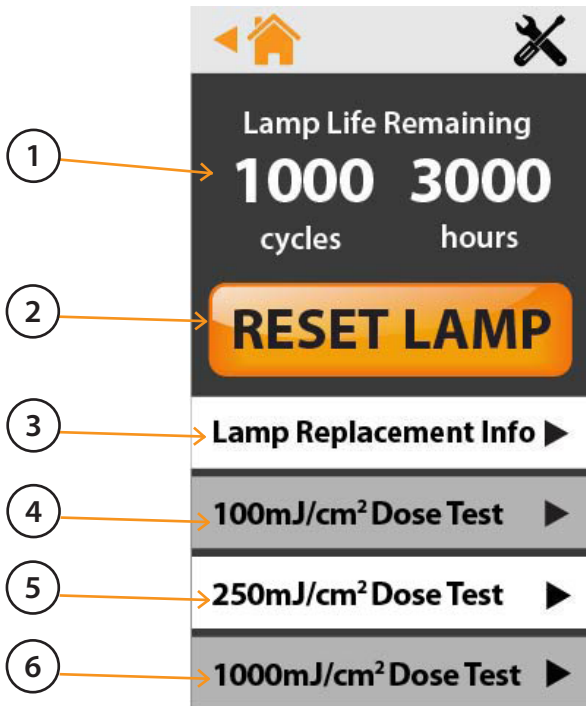 Lamp Life Remaining
1 1000 3000
cycles hours
2 RESET LAMP
3 Lamp Replacement Info
4 100mJ/cm² Dose Test
5 250mJ/cm² Dose Test
6 1000mJ/cm² Dose Test